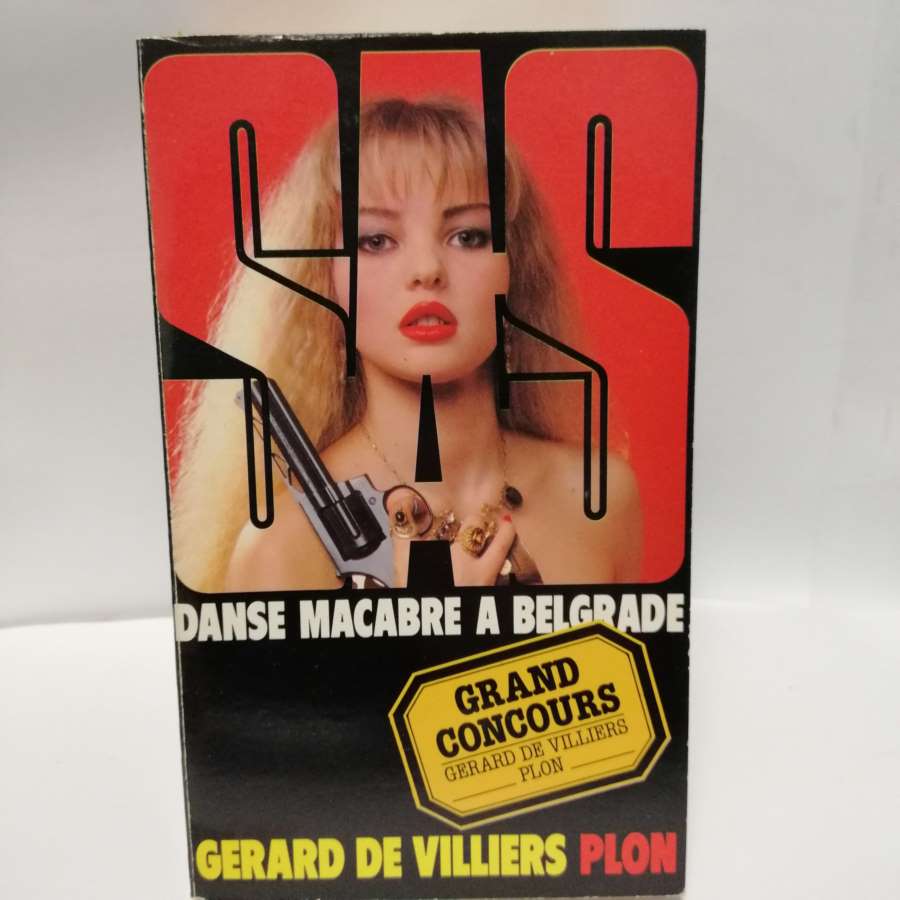 SAS
DANSE MACABRE A BELGRADE
GRAND
CONCOURS
GERARD DE VILLIERS
PLON
GERARD DE VILLIERS PLON